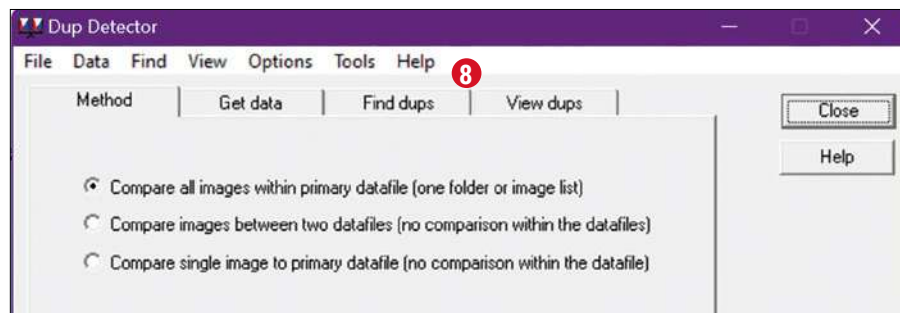 Dup Detector
File Data Find View Options Tools Help
8
Method Get data Find dups View dups
Close
Help
Compare all images within primary datafile (one folder or image list)
Compare images between two datafiles (no comparison within the datafiles)
Compare single image to primary datafile (no comparison within the datafile)